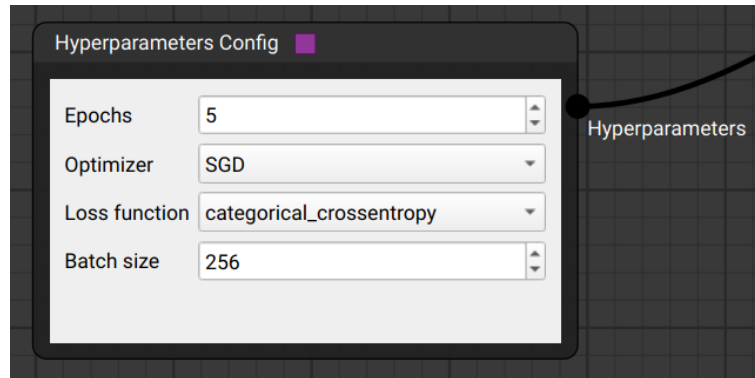 Hyperparameters Config
Epochs 5
Hyperparameters
Optimizer SGD
Loss function categorical_crossentropy
Batch size 256